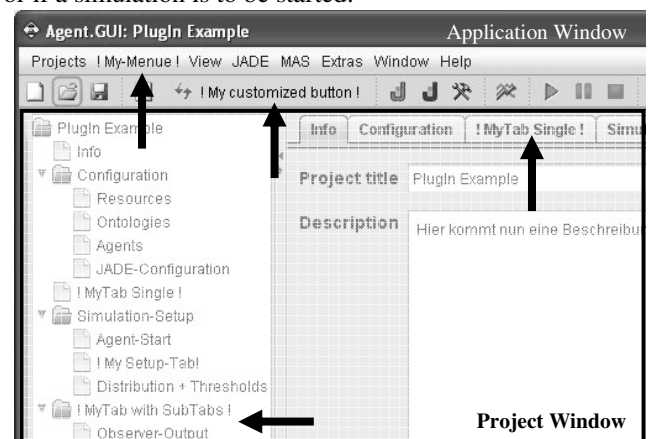 or if a simulation is to be started.
Agent.GUI: PlugIn Example Application Window
Projects ! My-Menue ! View JADE MAS Extras Window Help
! My customized button !
PlugIn Example
Info
Configuration
Resources
Ontologies
Agents
JADE-Configuration
! MyTab Single !
Simulation-Setup
Agent-Start
! My Setup-Tab!
Distribution + Thresholds
! MyTab with SubTabs !
Observer-Output
Info Configuration ! MyTab Single ! Simu
Project title PlugIn Example
Description Hier kommt nun eine Beschreibu
Project Window